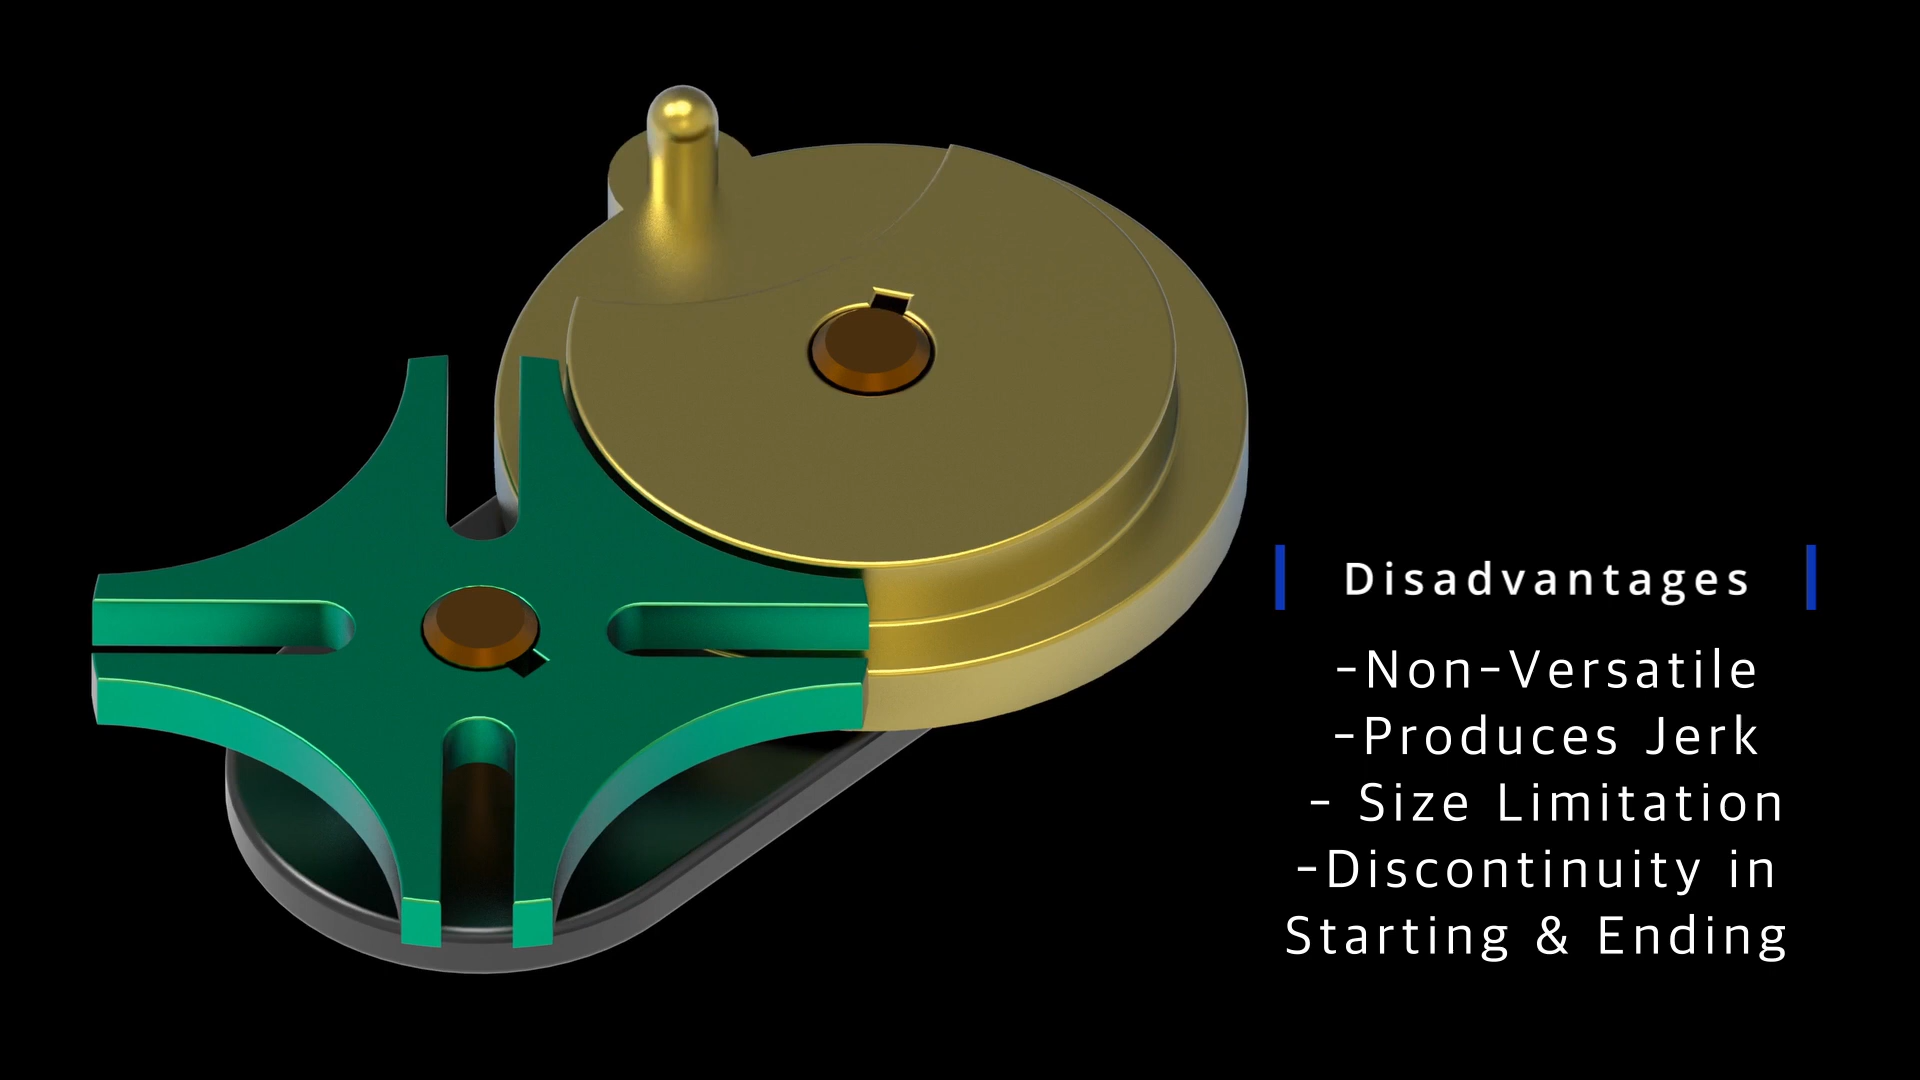 Disadvantages
-Non-Versatile
-Produces Jerk
- Size Limitation
-Discontinuity in
Starting & Ending